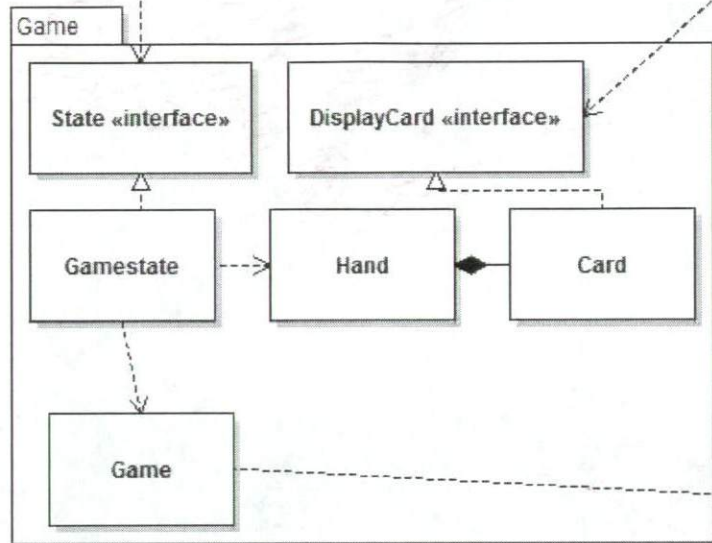 Game
State «interface»
DisplayCard «interface»
Gamestate
Hand
Card
Game